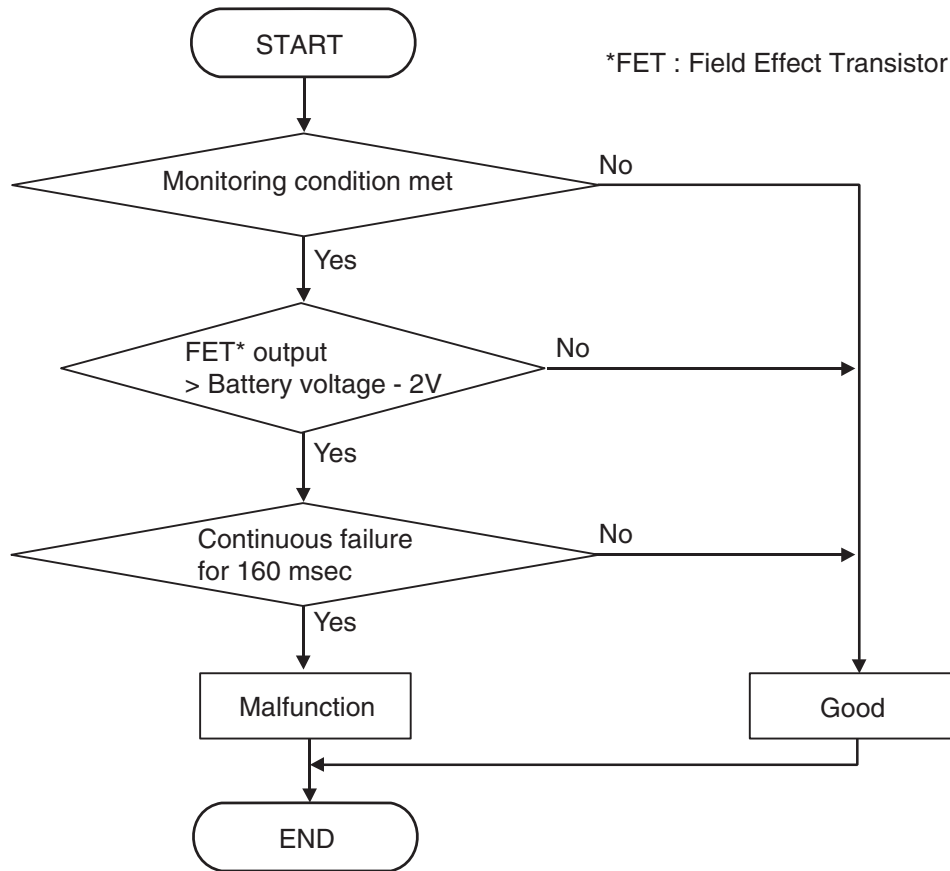 START
*FET : Field Effect Transistor
Monitoring condition met
No
Yes
FET* output
> Battery voltage - 2V
No
Yes
Continuous failure
for 160 msec
No
Yes
Malfunction
Good
END